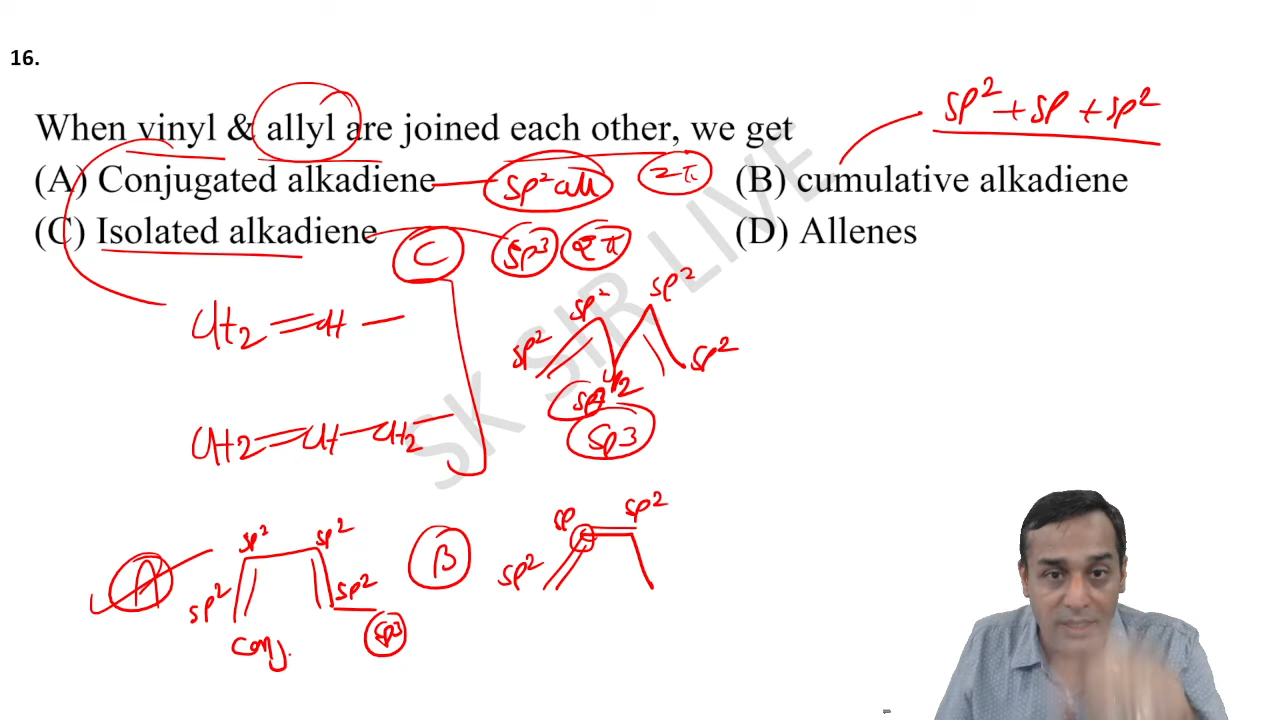 16.
sp² + sp + sp²
When vinyl & allyl are joined each other, we get
(A) Conjugated alkadiene sp² all 2π (B) cumulative alkadiene
(C) Isolated alkadiene C sp3 2π (D) Allenes
CH2 = CH —
sp² sp² sp² sp²
CH2
sp3
CH2 = CH — CH2 —
A sp² sp² sp² sp² sp3
conj.
B sp² sp sp²
SK SIR LIVE